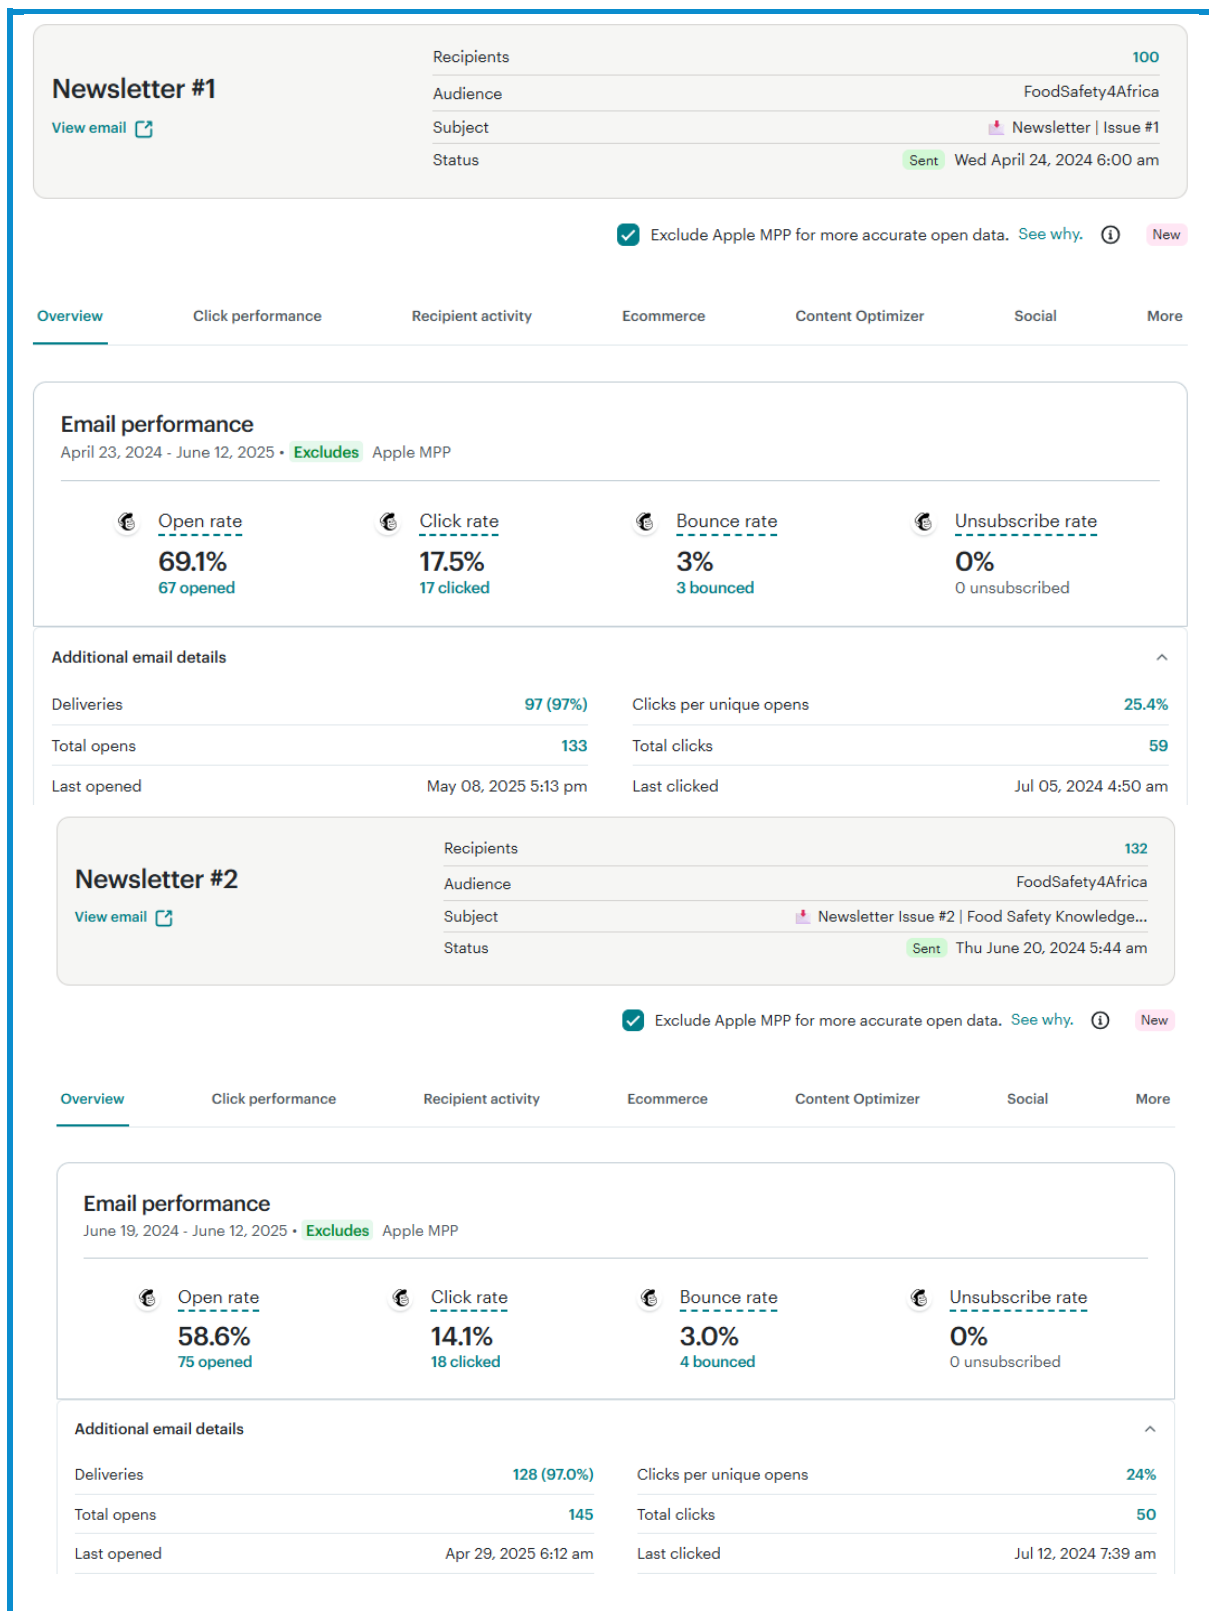 Newsletter #1
View email
Recipients 100
Audience FoodSafety4Africa
Subject 📩 Newsletter | Issue #1
Status Sent Wed April 24, 2024 6:00 am
Exclude Apple MPP for more accurate open data. See why. New
Overview Click performance Recipient activity Ecommerce Content Optimizer Social More
Email performance
April 23, 2024 - June 12, 2025 • Excludes Apple MPP
Open rate Click rate Bounce rate Unsubscribe rate
69.1% 17.5% 3% 0%
67 opened 17 clicked 3 bounced 0 unsubscribed
Additional email details
Deliveries 97 (97%) Clicks per unique opens 25.4%
Total opens 133 Total clicks 59
Last opened May 08, 2025 5:13 pm Last clicked Jul 05, 2024 4:50 am
Newsletter #2
View email
Recipients 132
Audience FoodSafety4Africa
Subject 📩 Newsletter Issue #2 | Food Safety Knowledge...
Status Sent Thu June 20, 2024 5:44 am
Exclude Apple MPP for more accurate open data. See why. New
Overview Click performance Recipient activity Ecommerce Content Optimizer Social More
Email performance
June 19, 2024 - June 12, 2025 • Excludes Apple MPP
Open rate Click rate Bounce rate Unsubscribe rate
58.6% 14.1% 3.0% 0%
75 opened 18 clicked 4 bounced 0 unsubscribed
Additional email details
Deliveries 128 (97.0%) Clicks per unique opens 24%
Total opens 145 Total clicks 50
Last opened Apr 29, 2025 6:12 am Last clicked Jul 12, 2024 7:39 am